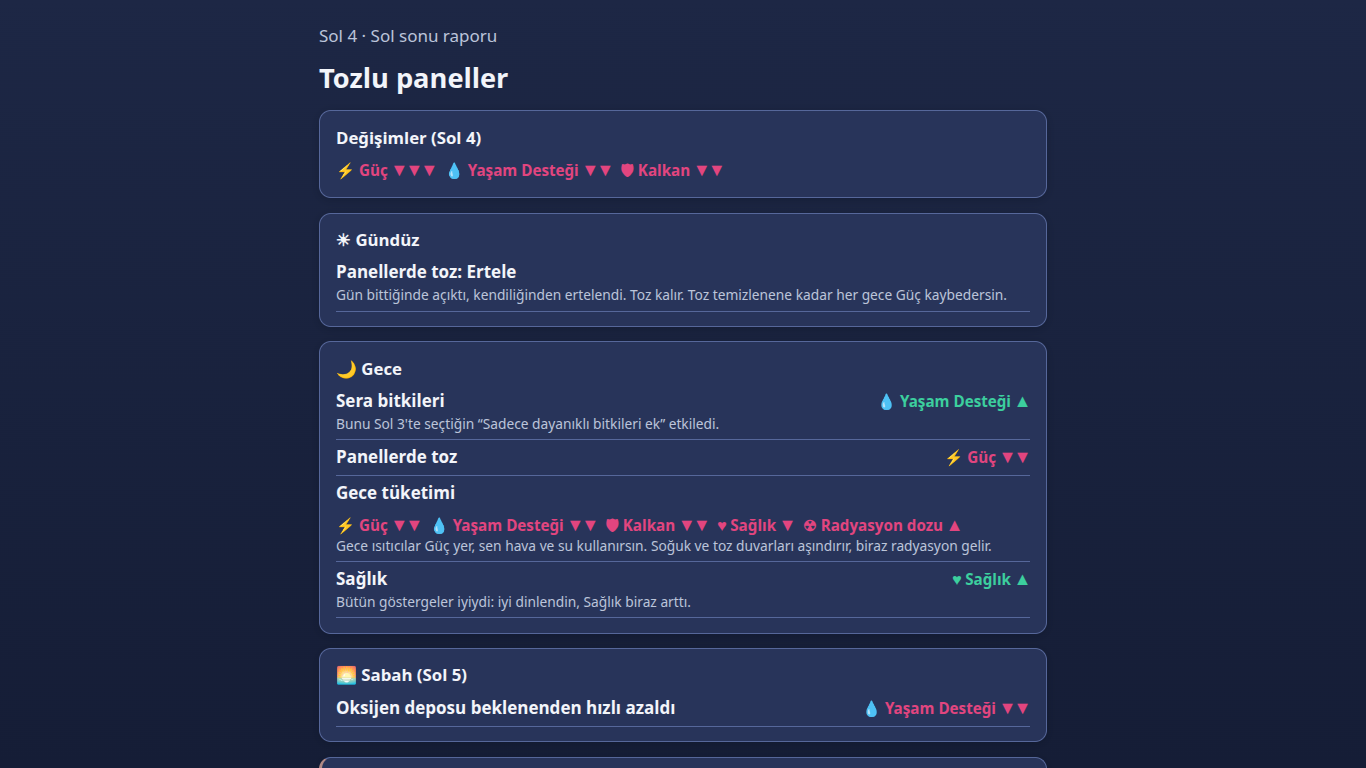 Sol 4 · Sol sonu raporu
Tozlu paneller
Değişimler (Sol 4)
⚡ Güç ▼▼▼ 💧 Yaşam Desteği ▼▼ Kalkan ▼▼
☀ Gündüz
Panellerde toz: Ertele
Gün bittiğinde açıktı, kendiliğinden ertelendi. Toz kalır. Toz temizlenene kadar her gece Güç kaybedersin.
🌙 Gece
Sera bitkileri 💧 Yaşam Desteği ▲
Bunu Sol 3'te seçtiğin “Sadece dayanıklı bitkileri ek” etkiledi.
Panellerde toz ⚡ Güç ▼▼
Gece tüketimi
⚡ Güç ▼▼ 💧 Yaşam Desteği ▼▼ Kalkan ▼▼ ♥ Sağlık ▼ ☢ Radyasyon dozu ▲
Gece ısıtıcılar Güç yer, sen hava ve su kullanırsın. Soğuk ve toz duvarları aşındırır, biraz radyasyon gelir.
Sağlık ♥ Sağlık ▲
Bütün göstergeler iyiydi: iyi dinlendin, Sağlık biraz arttı.
🌅 Sabah (Sol 5)
Oksijen deposu beklenenden hızlı azaldı 💧 Yaşam Desteği ▼▼